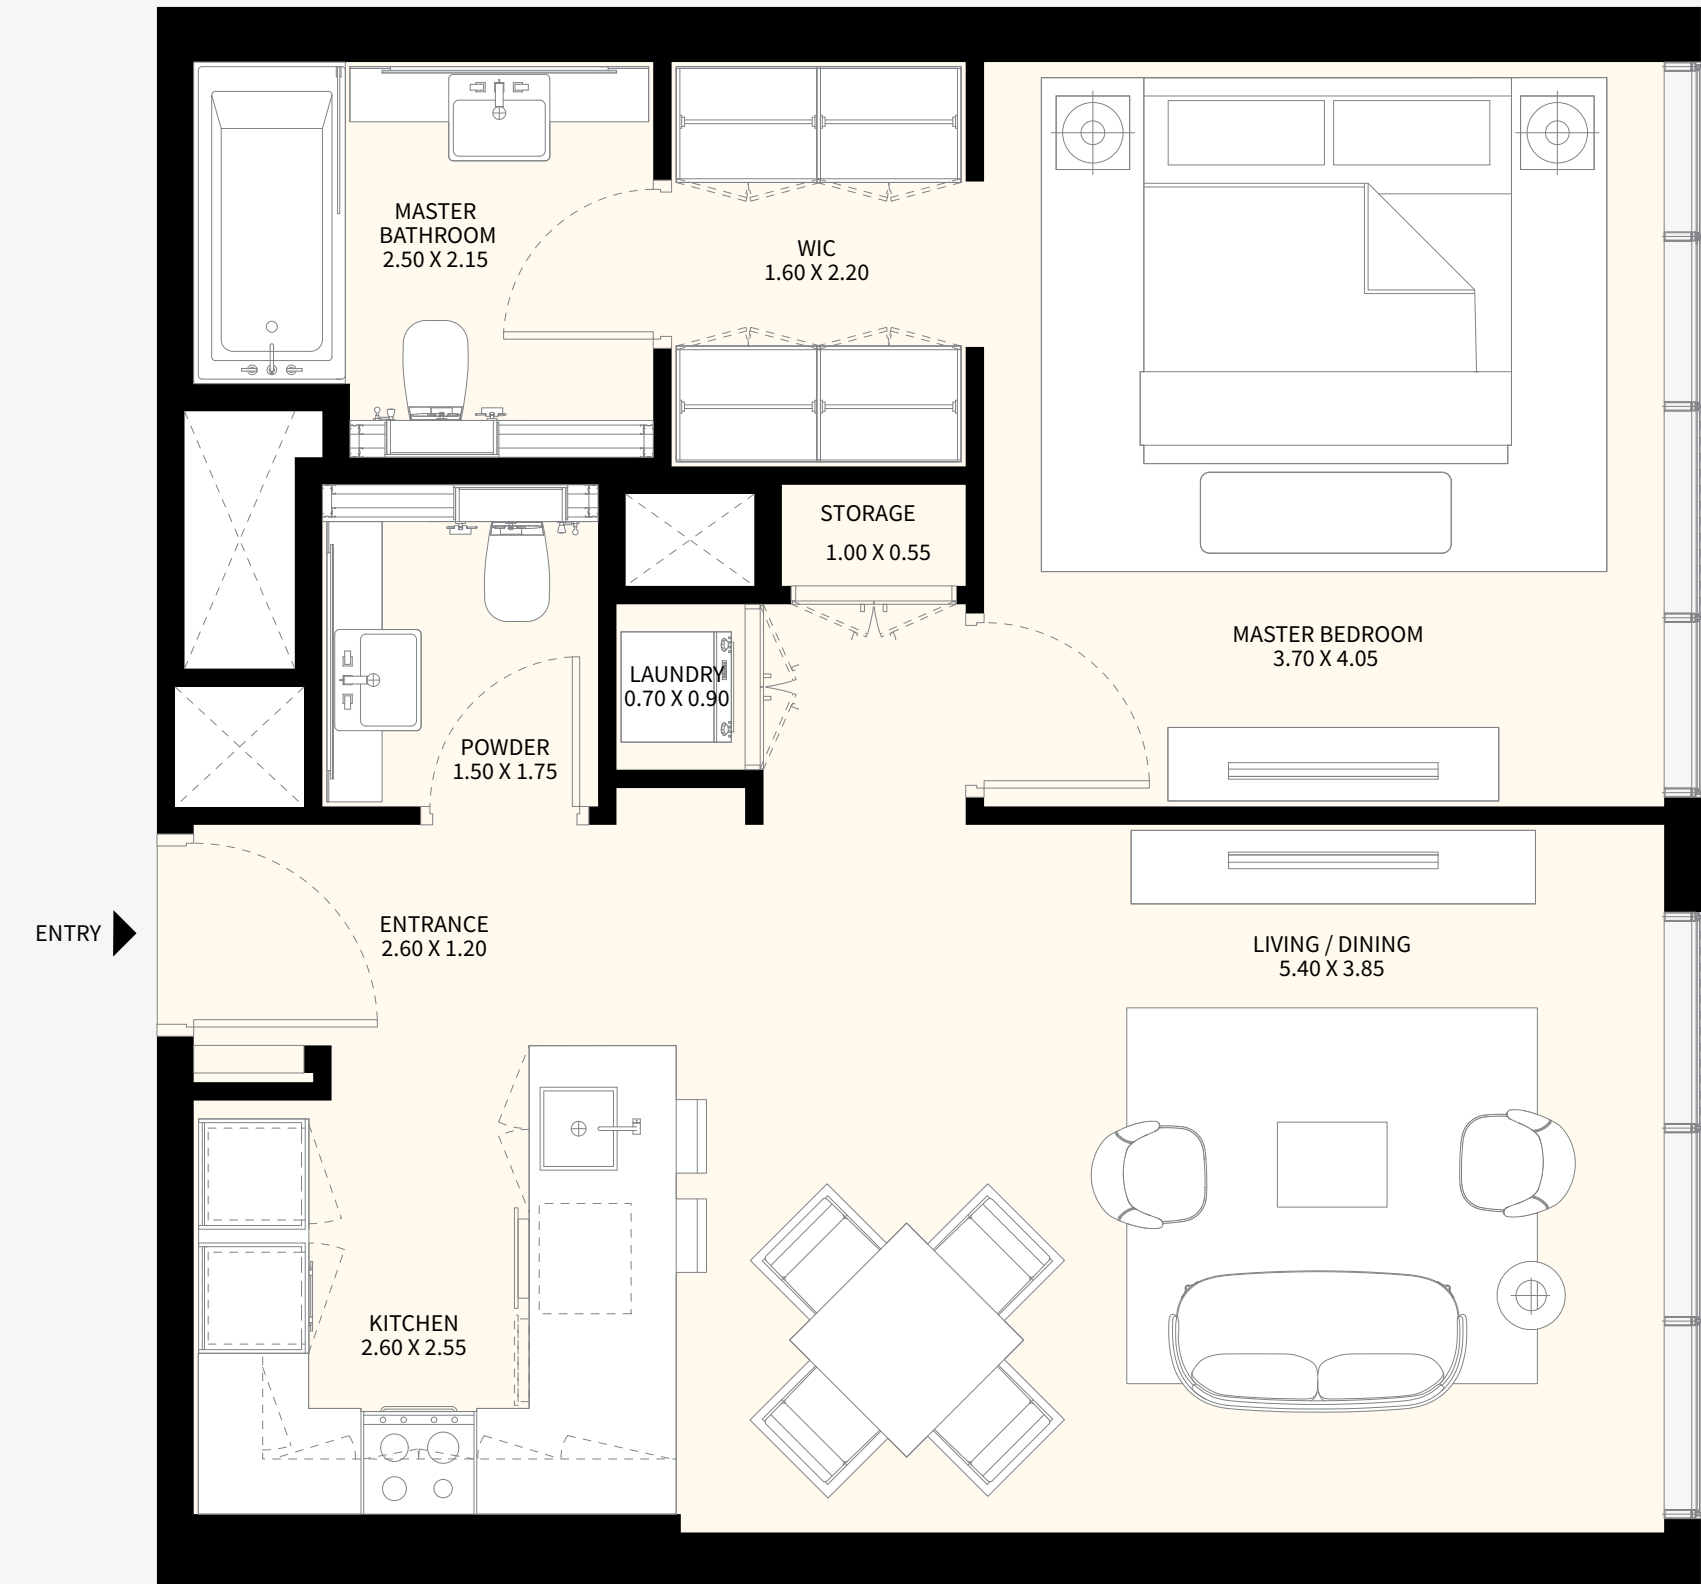 MASTER
BATHROOM
2.50 X 2.15
WIC
1.60 X 2.20
STORAGE
1.00 X 0.55
MASTER BEDROOM
3.70 X 4.05
LAUNDRY
0.70 X 0.90
POWDER
1.50 X 1.75
ENTRY
ENTRANCE
2.60 X 1.20
LIVING / DINING
5.40 X 3.85
KITCHEN
2.60 X 2.55